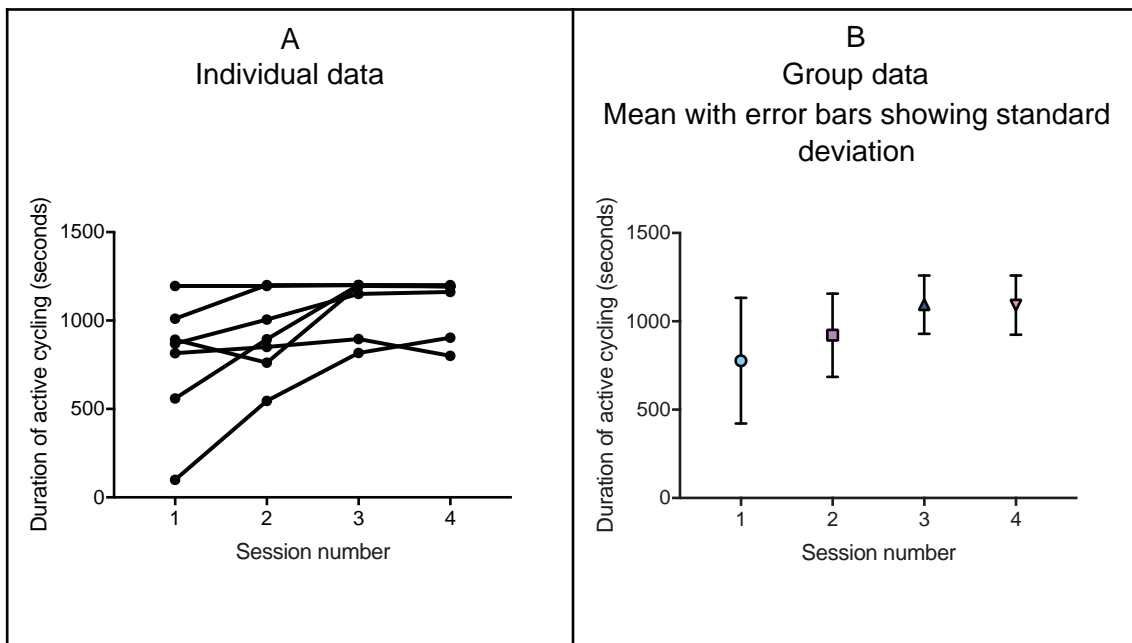 A
Individual data
Duration of active cycling (seconds)
1500
1000
500
0
1 2 3 4
Session number
B
Group data
Mean with error bars showing standard
deviation
Duration of active cycling (seconds)
1500
1000
500
0
1 2 3 4
Session number